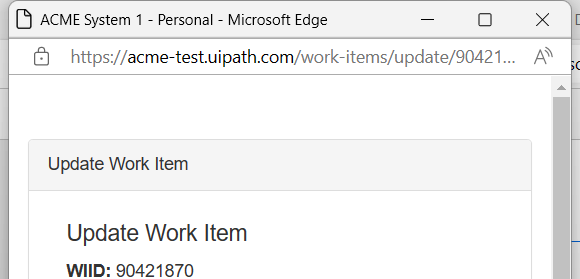 ACME System 1 - Personal - Microsoft Edge
https://acme-test.uipath.com/work-items/update/90421...
Update Work Item
Update Work Item
WIID: 90421870